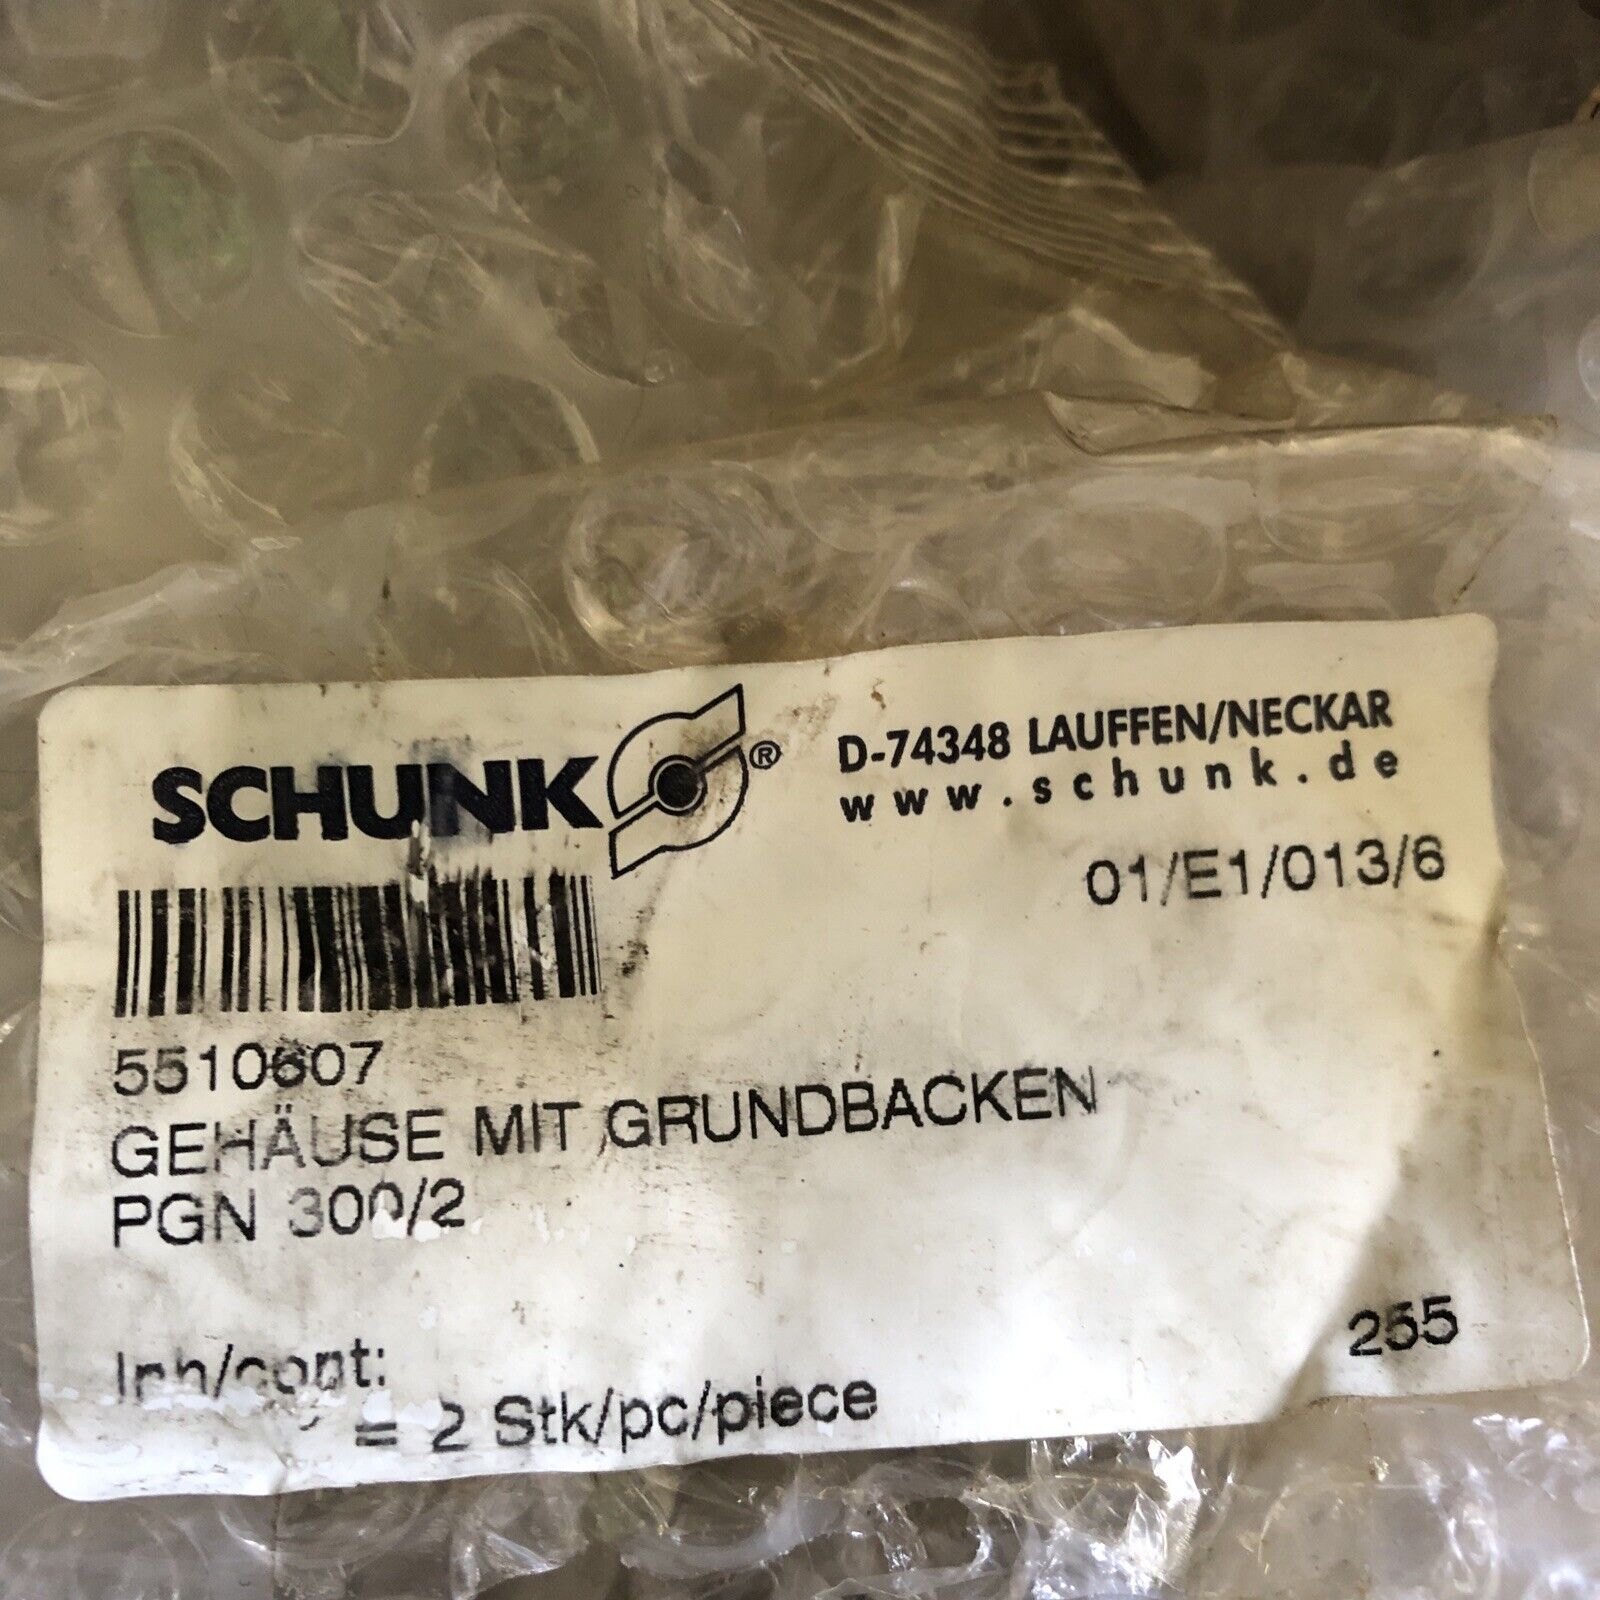 SCHUNK ®
D-74348 LAUFFEN/NECKAR
www.schunk.de
01/E1/013/6
5510607
GEHÄUSE MIT GRUNDBACKEN
PGN 300/2
Inh/cont:
= 2 Stk/pc/piece
255